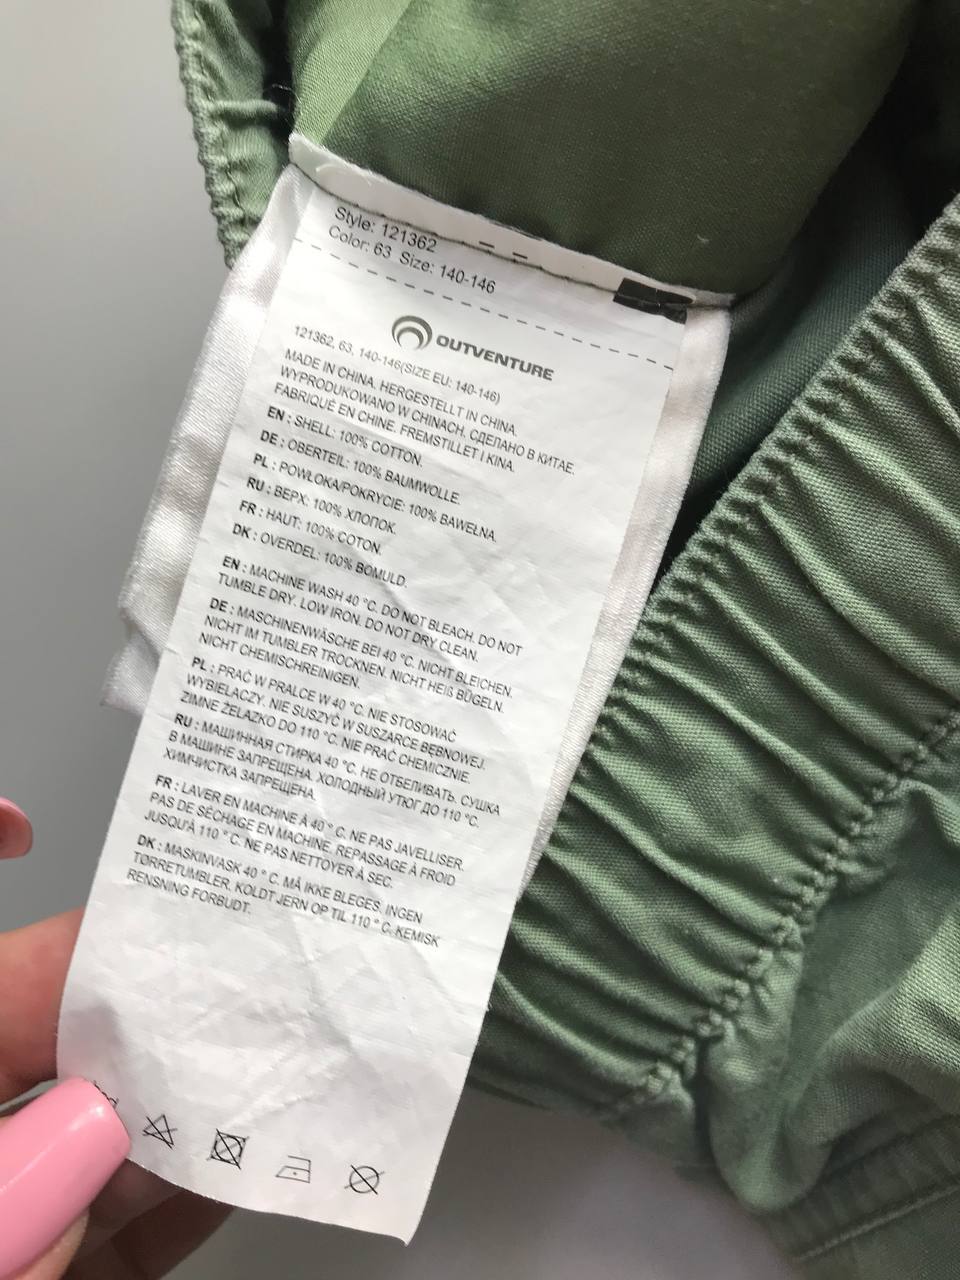 Style: 121362
Color: 63 Size: 140-146
OUTVENTURE
121362, 63, 140-146(SIZE EU: 140-146)
MADE IN CHINA. HERGESTELLT IN CHINA.
WYPRODUKOWANO W CHINACH. СДЕЛАНО В КИТАЕ.
FABRIQUÉ EN CHINE. FREMSTILLET I KINA.
EN : SHELL: 100% COTTON.
DE : OBERTEIL: 100% BAUMWOLLE.
PL : POWŁOKA/POKRYCIE: 100% BAWEŁNA.
RU : ВЕРХ: 100% ХЛОПОК.
FR : HAUT: 100% COTON.
DK : OVERDEL: 100% BOMULD.
EN : MACHINE WASH 40 °C. DO NOT BLEACH. DO NOT
TUMBLE DRY. LOW IRON. DO NOT DRY CLEAN.
DE : MASCHINENWÄSCHE BEI 40 °C. NICHT BLEICHEN.
NICHT IM TUMBLER TROCKNEN. NICHT HEIß BÜGELN.
NICHT CHEMISCHREINIGEN.
PL : PRAĆ W PRALCE W 40 °C. NIE STOSOWAĆ
WYBIELACZY. NIE SUSZYĆ W SUSZARCE BĘBNOWEJ.
ZIMNE ŻELAZKO DO 110 °C. NIE PRAĆ CHEMICZNIE.
RU : МАШИННАЯ СТИРКА 40 °C. НЕ ОТБЕЛИВАТЬ. СУШКА
В МАШИНЕ ЗАПРЕЩЕНА. ХОЛОДНЫЙ УТЮГ ДО 110 °C.
ХИМЧИСТКА ЗАПРЕЩЕНА.
FR : LAVER EN MACHINE À 40 ° C. NE PAS JAVELLISER.
PAS DE SÉCHAGE EN MACHINE. REPASSAGE À FROID
JUSQU'À 110 ° C. NE PAS NETTOYER À SEC.
DK : MASKINVASK 40 ° C. MÅ IKKE BLEGES. INGEN
TØRRETUMBLER. KOLDT JERN OP TIL 110 ° C. KEMISK
RENSNING FORBUDT.